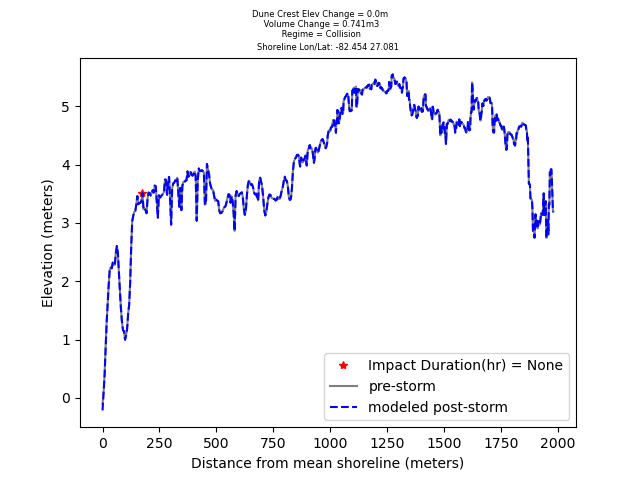 Dune Crest Elev Change = 0.0m
Volume Change = 0.741m3
Regime = Collision
Shoreline Lon/Lat: -82.454 27.081
Elevation (meters)
5
4
3
2
1
0
Impact Duration(hr) = None
pre-storm
modeled post-storm
0
250
500
750
1000
1250
1500
1750
2000
Distance from mean shoreline (meters)